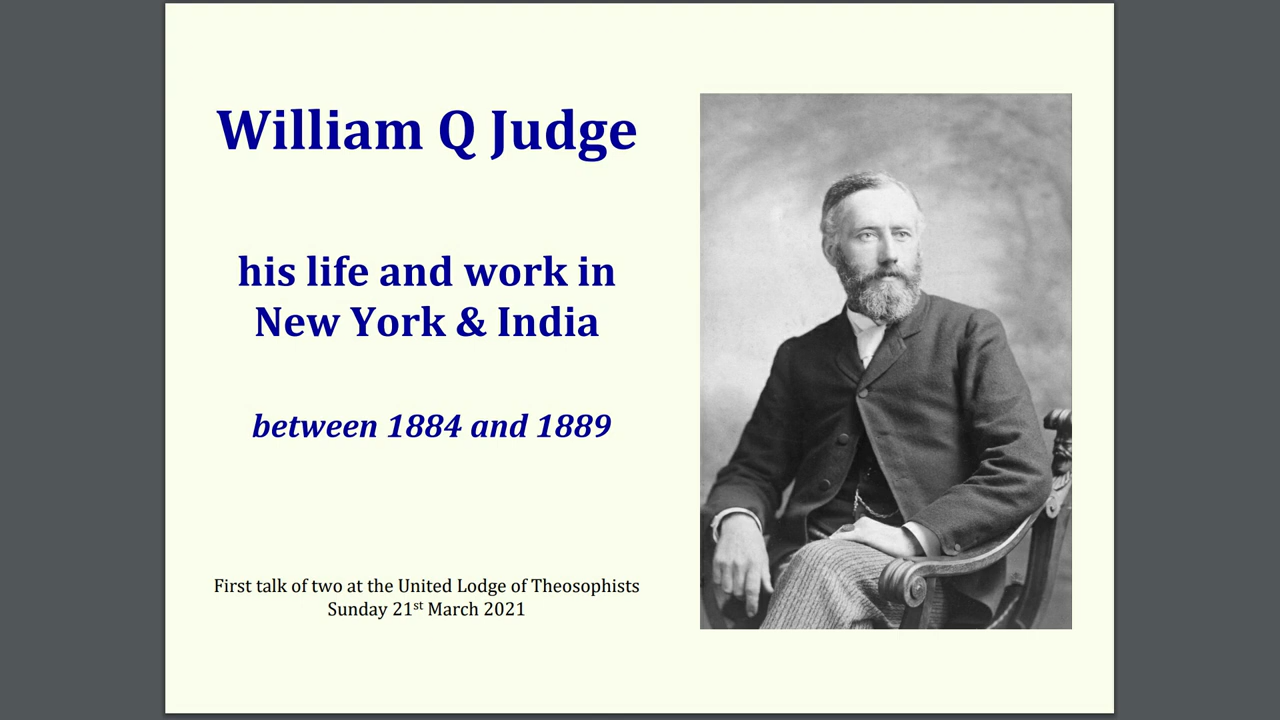 William Q Judge
his life and work in
New York & India
between 1884 and 1889
First talk of two at the United Lodge of Theosophists
Sunday 21st March 2021